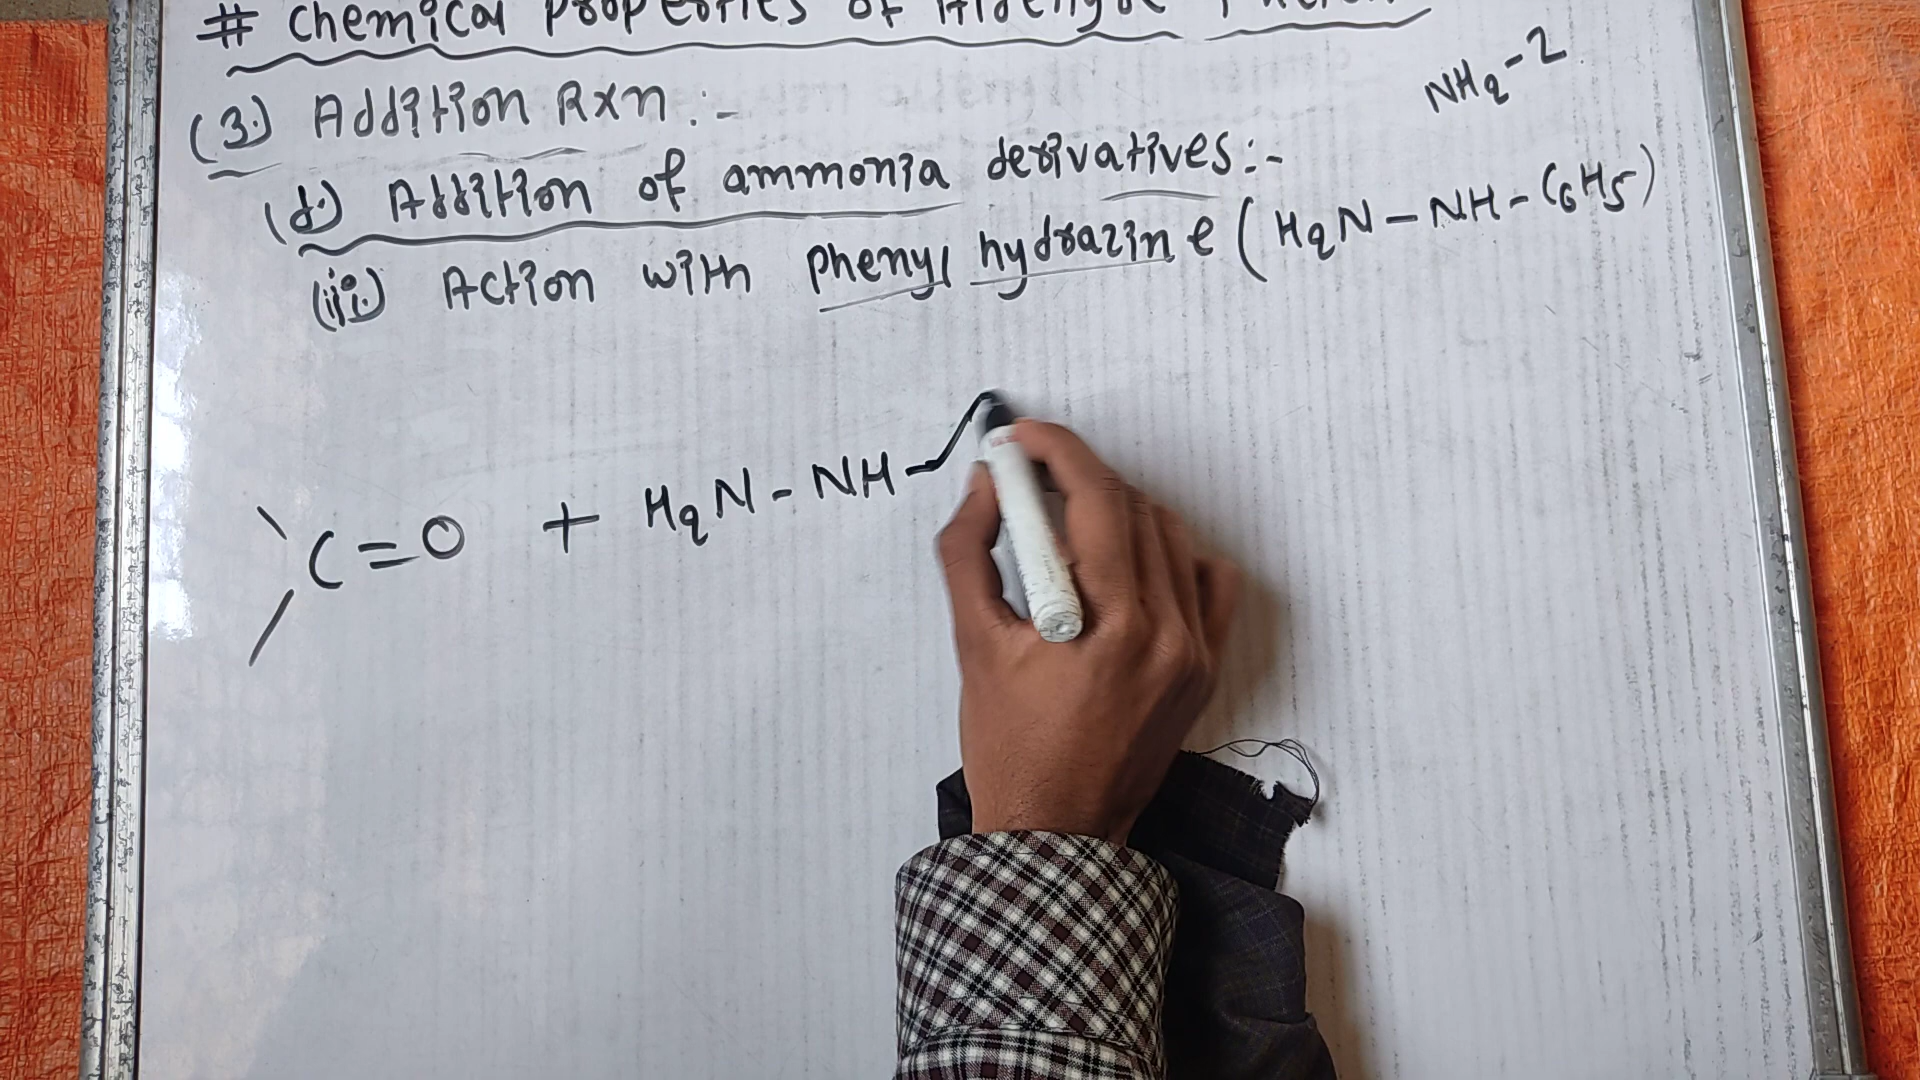 # Chemical Properties of Aldehyde
(3.) Addition Rxn :-
NH2-Z
(d.) Addition of ammonia derivatives:-
(iii.) Action with phenyl hydrazine (H2N-NH-C6H5)
C=O + H2N-NH-